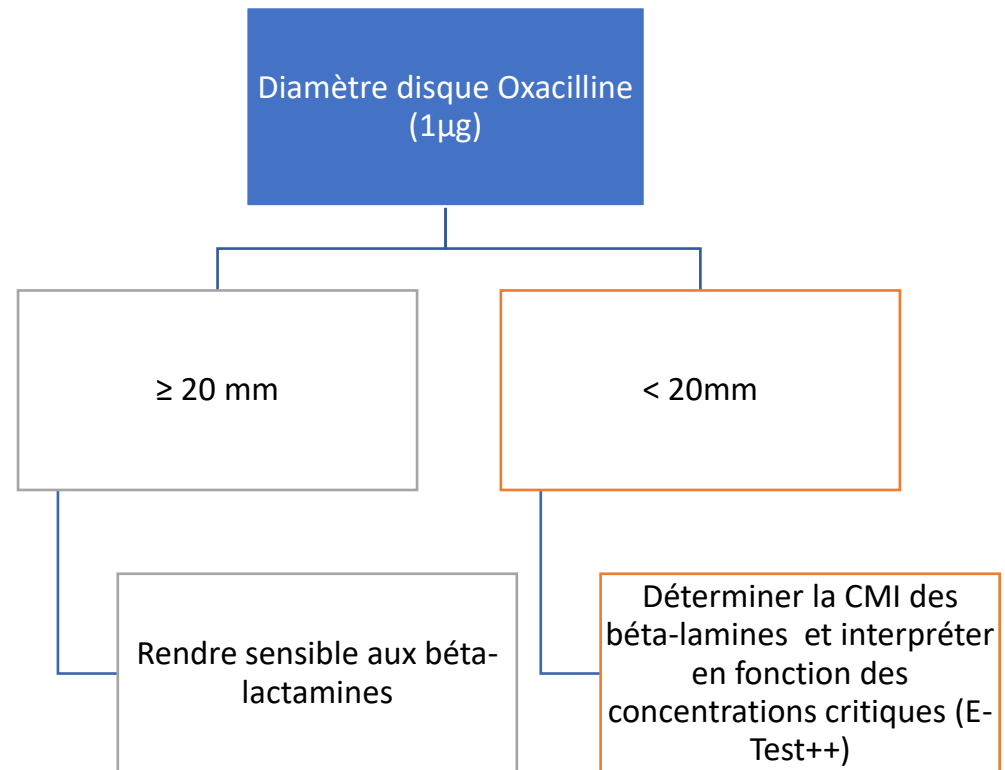 Diamètre disque Oxacilline
(1µg)
≥ 20 mm
< 20mm
Rendre sensible aux béta-
lactamines
Déterminer la CMI des
béta-lamines et interpréter
en fonction des
concentrations critiques (E-
Test++)